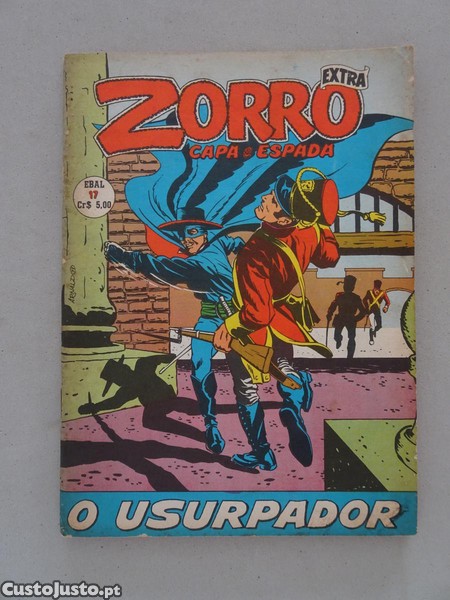 EXTRA
ZORRO
CAPA e ESPADA
EBAL
17
Cr$ 5,00
O USURPADOR
CustoJusto.pt